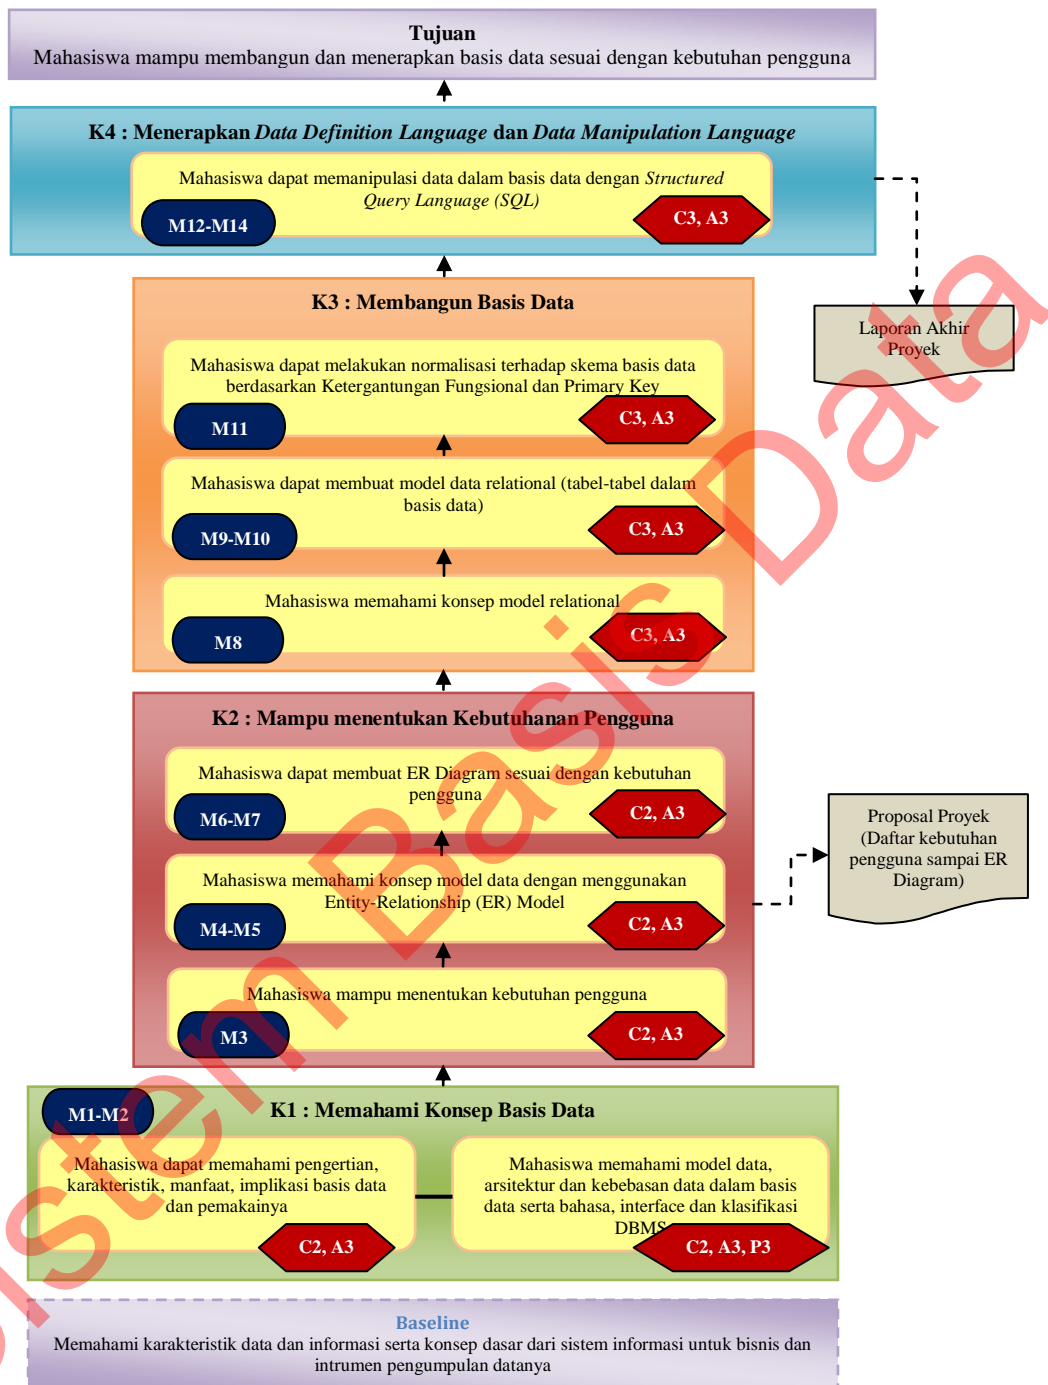 Tujuan
Mahasiswa mampu membangun dan menerapkan basis data sesuai dengan kebutuhan pengguna
K4 : Menerapkan Data Definition Language dan Data Manipulation Language
Mahasiswa dapat memanipulasi data dalam basis data dengan Structured
Query Language (SQL)
M12-M14
C3, A3
Laporan Akhir
Proyek
K3 : Membangun Basis Data
Mahasiswa dapat melakukan normalisasi terhadap skema basis data
berdasarkan Ketergantungan Fungsional dan Primary Key
M11
C3, A3
Mahasiswa dapat membuat model data relational (tabel-tabel dalam
basis data)
M9-M10
C3, A3
Mahasiswa memahami konsep model relational
M8
C3, A3
K2 : Mampu menentukan Kebutuhanan Pengguna
Mahasiswa dapat membuat ER Diagram sesuai dengan kebutuhan
pengguna
M6-M7
C2, A3
Mahasiswa memahami konsep model data dengan menggunakan
Entity-Relationship (ER) Model
M4-M5
C2, A3
Proposal Proyek
(Daftar kebutuhan
pengguna sampai ER
Diagram)
Mahasiswa mampu menentukan kebutuhan pengguna
M3
C2, A3
M1-M2
K1 : Memahami Konsep Basis Data
Mahasiswa dapat memahami pengertian,
karakteristik, manfaat, implikasi basis data
dan pemakainya
C2, A3
Mahasiswa memahami model data,
arsitektur dan kebebasan data dalam basis
data serta bahasa, interface dan klasifikasi
DBMS
C2, A3, P3
Baseline
Memahami karakteristik data dan informasi serta konsep dasar dari sistem informasi untuk bisnis dan
intrumen pengumpulan datanya
Sistem Basis Data